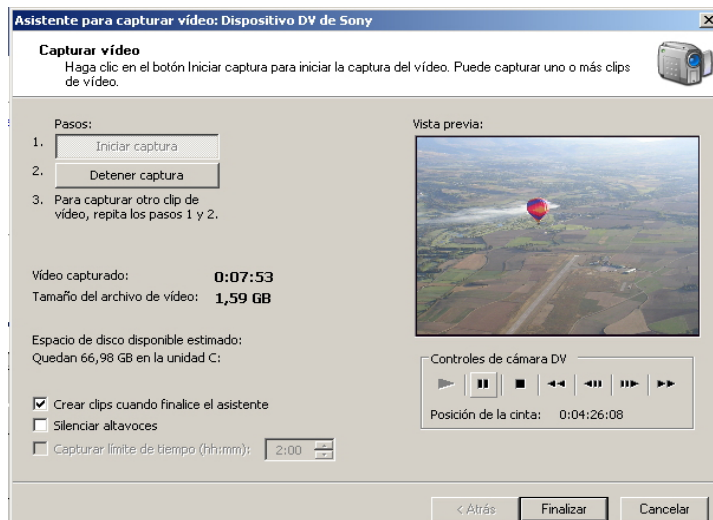 Asistente para capturar vídeo: Dispositivo DV de Sony
Capturar vídeo
Haga clic en el botón Iniciar captura para iniciar la captura del vídeo. Puede capturar uno o más clips
de vídeo.
Pasos:
1. Iniciar captura
2. Detener captura
3. Para capturar otro clip de
vídeo, repita los pasos 1 y 2.
Vídeo capturado: 0:07:53
Tamaño del archivo de vídeo: 1,59 GB
Espacio de disco disponible estimado:
Quedan 66,98 GB en la unidad C:
Crear clips cuando finalice el asistente
Silenciar altavoces
Capturar límite de tiempo (hh:mm): 2:00
Vista previa:
Controles de cámara DV
Posición de la cinta: 0:04:26:08
< Atrás Finalizar Cancelar